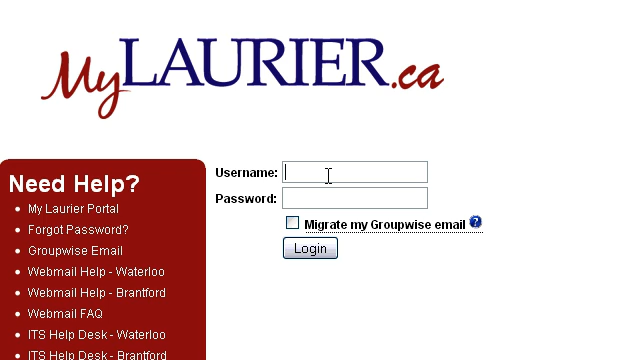 MyLAURIER.ca
Need Help?
My Laurier Portal
Forgot Password?
Groupwise Email
Webmail Help - Waterloo
Webmail Help - Brantford
Webmail FAQ
ITS Help Desk - Waterloo
ITS Help Desk - Brantford
Username:
Password:
Migrate my Groupwise email ?
Login